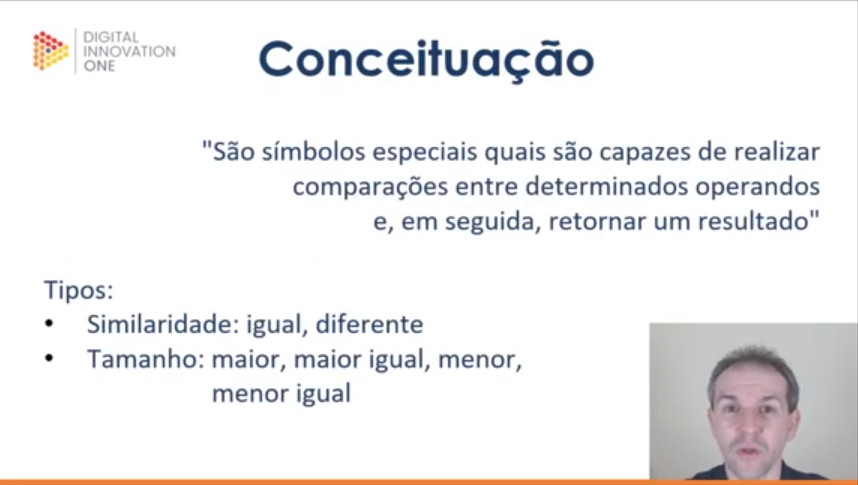 DIGITAL
INNOVATION
ONE
Conceituação
"São símbolos especiais quais são capazes de realizar
comparações entre determinados operandos
e, em seguida, retornar um resultado"
Tipos:
• Similaridade: igual, diferente
• Tamanho: maior, maior igual, menor,
menor igual